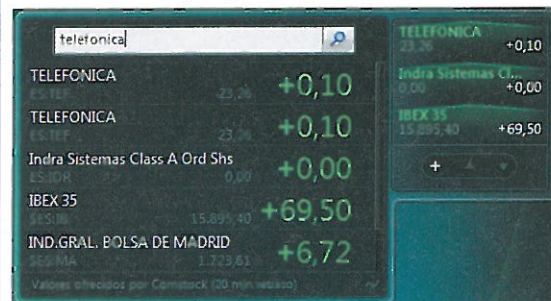 telefonica
TELEFONICA
ES:TEF 23,26 +0,10
TELEFONICA
ES:TEF 23,26 +0,10
Indra Sistemas Class A Ord Shs
ES:IDR 0,00 +0,00
IBEX 35
SES:IB 15.895,40 +69,50
IND.GRAL. BOLSA DE MADRID
SES:MA 1.723,61 +6,72
Valores ofrecidos por Comstock (20 min retraso)
TELEFONICA
23,26 +0,10
Indra Sistemas Cl...
0,00 +0,00
IBEX 35
15.895,40 +69,50